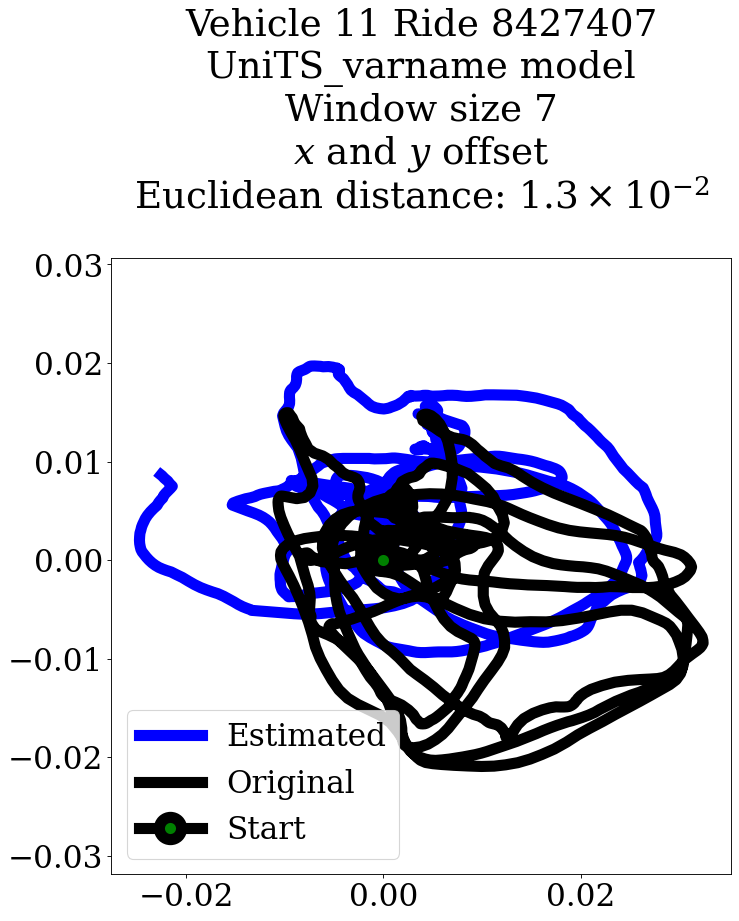 Vehicle 11 Ride 8427407
UniTS_varname model
Window size 7
x and y offset
Euclidean distance: 1.3 × 10⁻²
0.03
0.02
0.01
0.00
−0.01
−0.02
−0.03
Estimated
Original
Start
−0.02 0.00 0.02